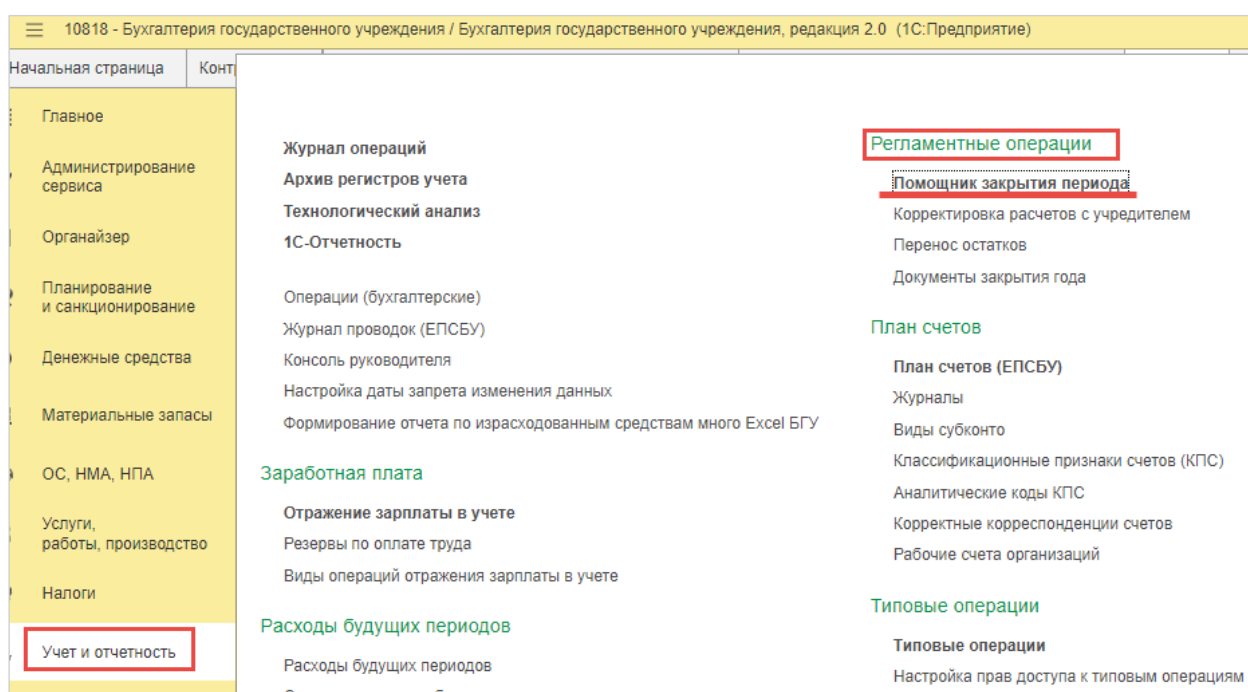 10818 - Бухгалтерия государственного учреждения / Бухгалтерия государственного учреждения, редакция 2.0 (1С:Предприятие)
Начальная страница
Конт
Главное
Администрирование
сервиса
Органайзер
Планирование
и санкционирование
Денежные средства
Материальные запасы
ОС, НМА, НПА
Услуги,
работы, производство
Налоги
Учет и отчетность
Журнал операций
Архив регистров учета
Технологический анализ
1С-Отчетность
Операции (бухгалтерские)
Журнал проводок (ЕПСБУ)
Консоль руководителя
Настройка даты запрета изменения данных
Формирование отчета по израсходованным средствам много Excel БГУ
Заработная плата
Отражение зарплаты в учете
Резервы по оплате труда
Виды операций отражения зарплаты в учете
Расходы будущих периодов
Расходы будущих периодов
Регламентные операции
Помощник закрытия периода
Корректировка расчетов с учредителем
Перенос остатков
Документы закрытия года
План счетов
План счетов (ЕПСБУ)
Журналы
Виды субконто
Классификационные признаки счетов (КПС)
Аналитические коды КПС
Корректные корреспонденции счетов
Рабочие счета организаций
Типовые операции
Типовые операции
Настройка прав доступа к типовым операциям